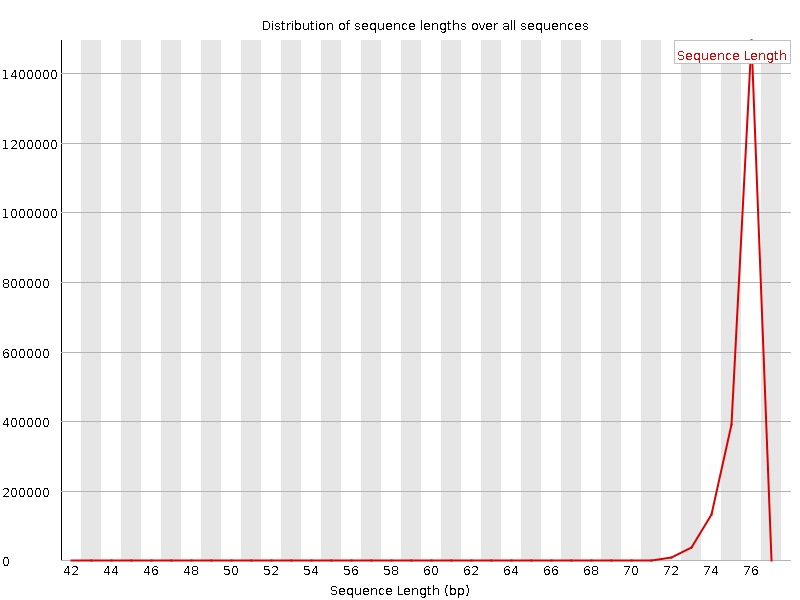 Distribution of sequence lengths over all sequences
Sequence Length
1400000
1200000
1000000
800000
600000
400000
200000
0
42 44 46 48 50 52 54 56 58 60 62 64 66 68 70 72 74 76
Sequence Length (bp)